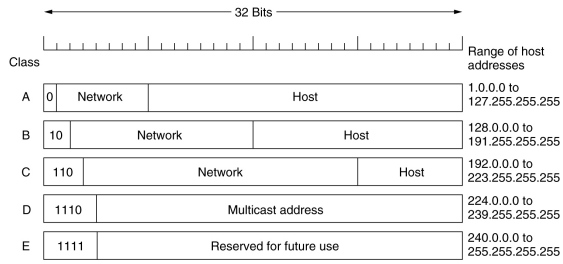 32 Bits
Range of host
addresses
Class
A 0 Network Host 1.0.0.0 to
127.255.255.255
B 10 Network Host 128.0.0.0 to
191.255.255.255
C 110 Network Host 192.0.0.0 to
223.255.255.255
D 1110 Multicast address 224.0.0.0 to
239.255.255.255
E 1111 Reserved for future use 240.0.0.0 to
255.255.255.255